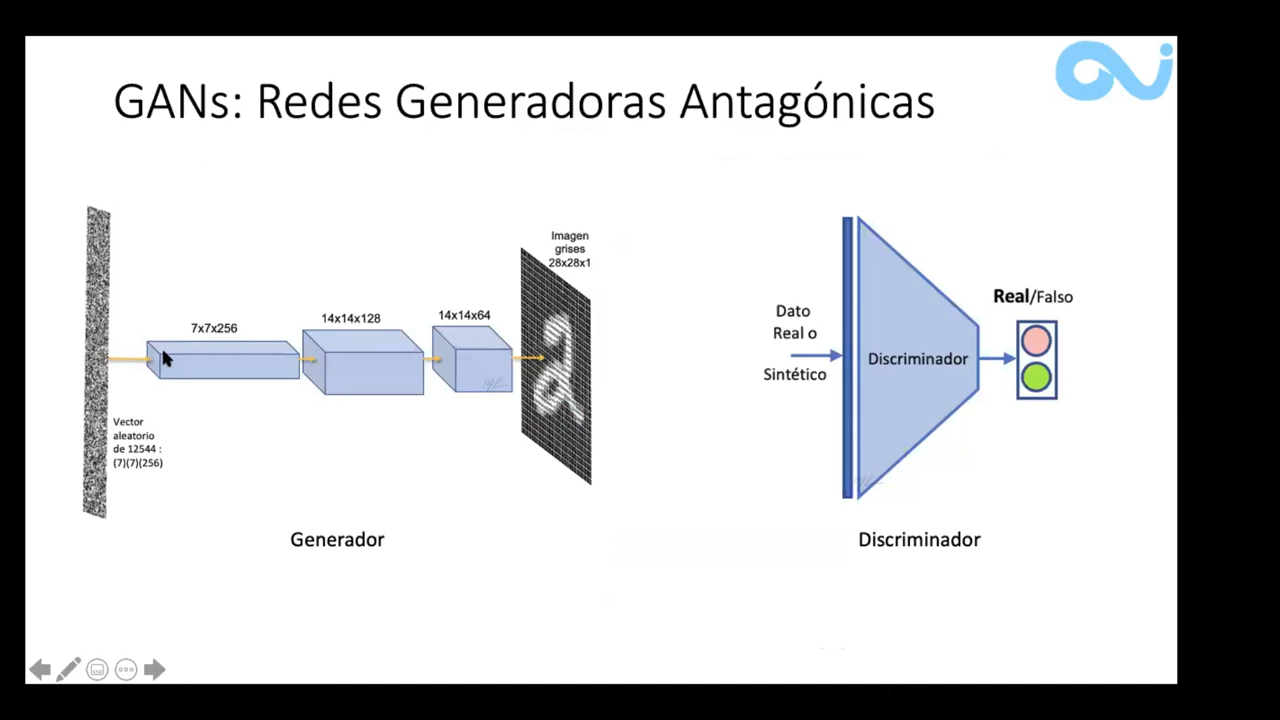 GANs: Redes Generadoras Antagónicas
Imagen
grises
28x28x1
7x7x256
14x14x128
14x14x64
Vector
aleatorio
de 12544 :
(7)(7)(256)
Generador
Dato
Real o
Sintético
Discriminador
Real/Falso
Discriminador